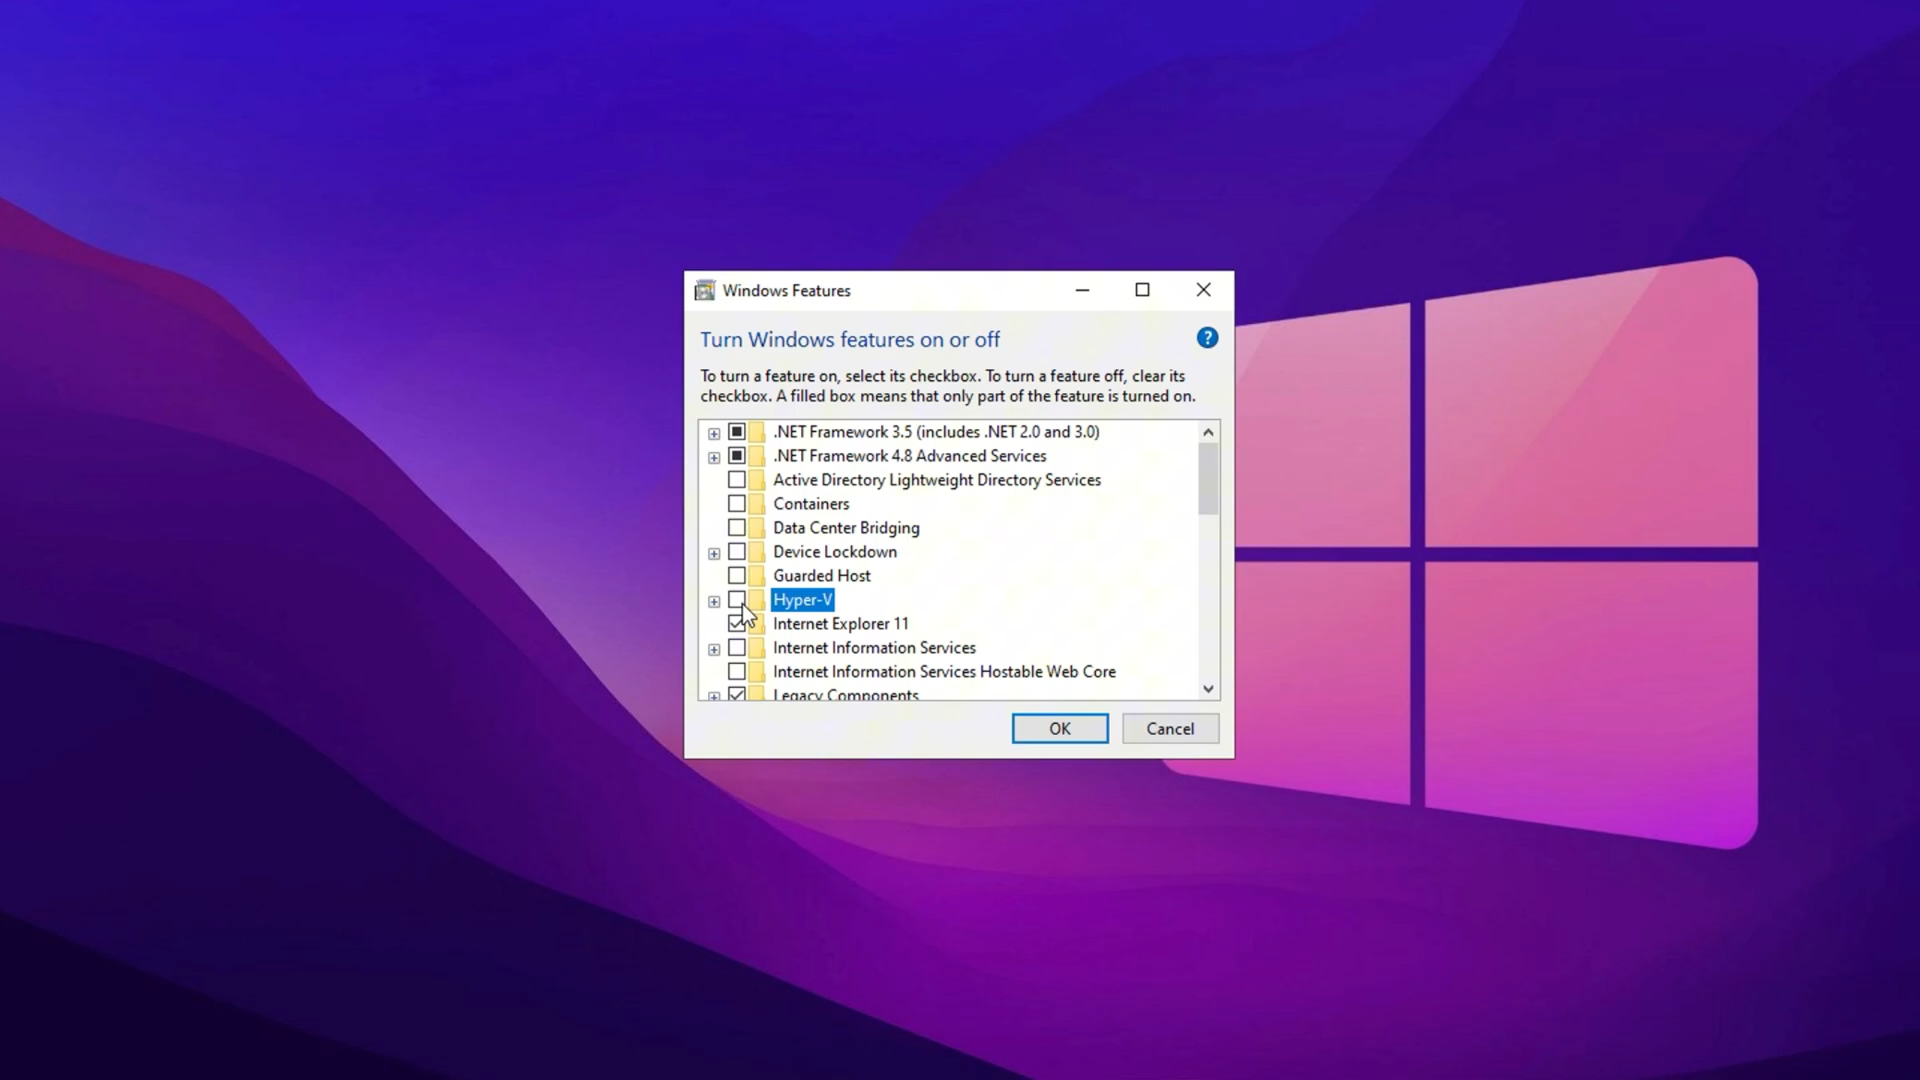 Windows Features
Turn Windows features on or off
?
To turn a feature on, select its checkbox. To turn a feature off, clear its
checkbox. A filled box means that only part of the feature is turned on.
.NET Framework 3.5 (includes .NET 2.0 and 3.0)
.NET Framework 4.8 Advanced Services
Active Directory Lightweight Directory Services
Containers
Data Center Bridging
Device Lockdown
Guarded Host
Hyper-V
Internet Explorer 11
Internet Information Services
Internet Information Services Hostable Web Core
Legacy Components
OK Cancel